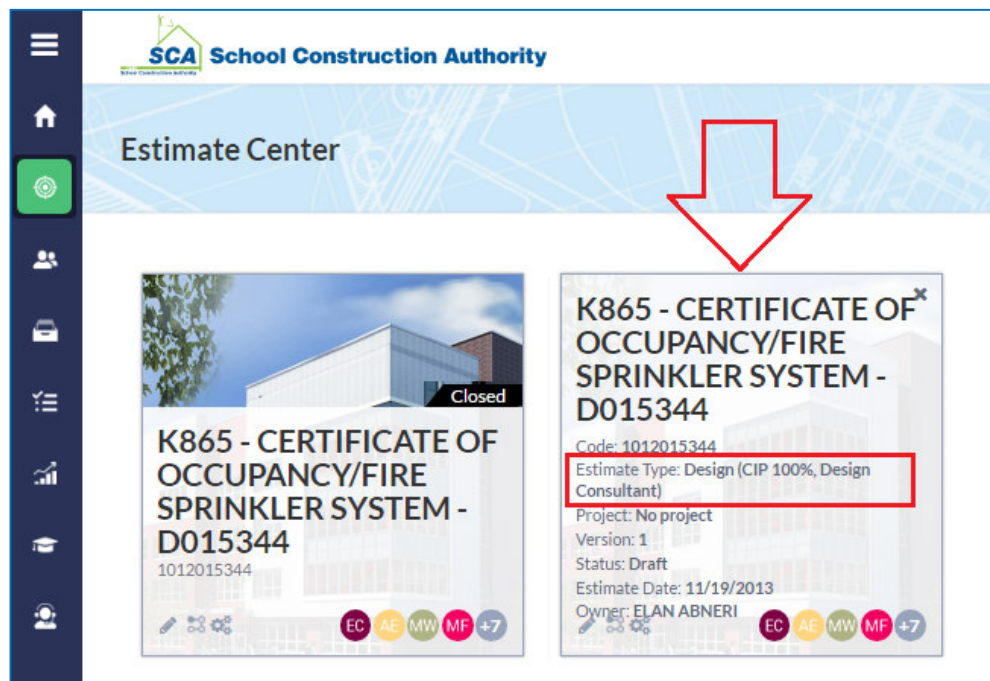 SCA School Construction Authority
School Construction Authority
Estimate Center
Closed
K865 - CERTIFICATE OF
OCCUPANCY/FIRE
SPRINKLER SYSTEM -
D015344
1012015344
EC AE MW MF +7
K865 - CERTIFICATE OF
OCCUPANCY/FIRE
SPRINKLER SYSTEM -
D015344
Code: 1012015344
Estimate Type: Design (CIP 100%, Design
Consultant)
Project: No project
Version: 1
Status: Draft
Estimate Date: 11/19/2013
Owner: ELAN ABNERI
EC AE MW MF +7